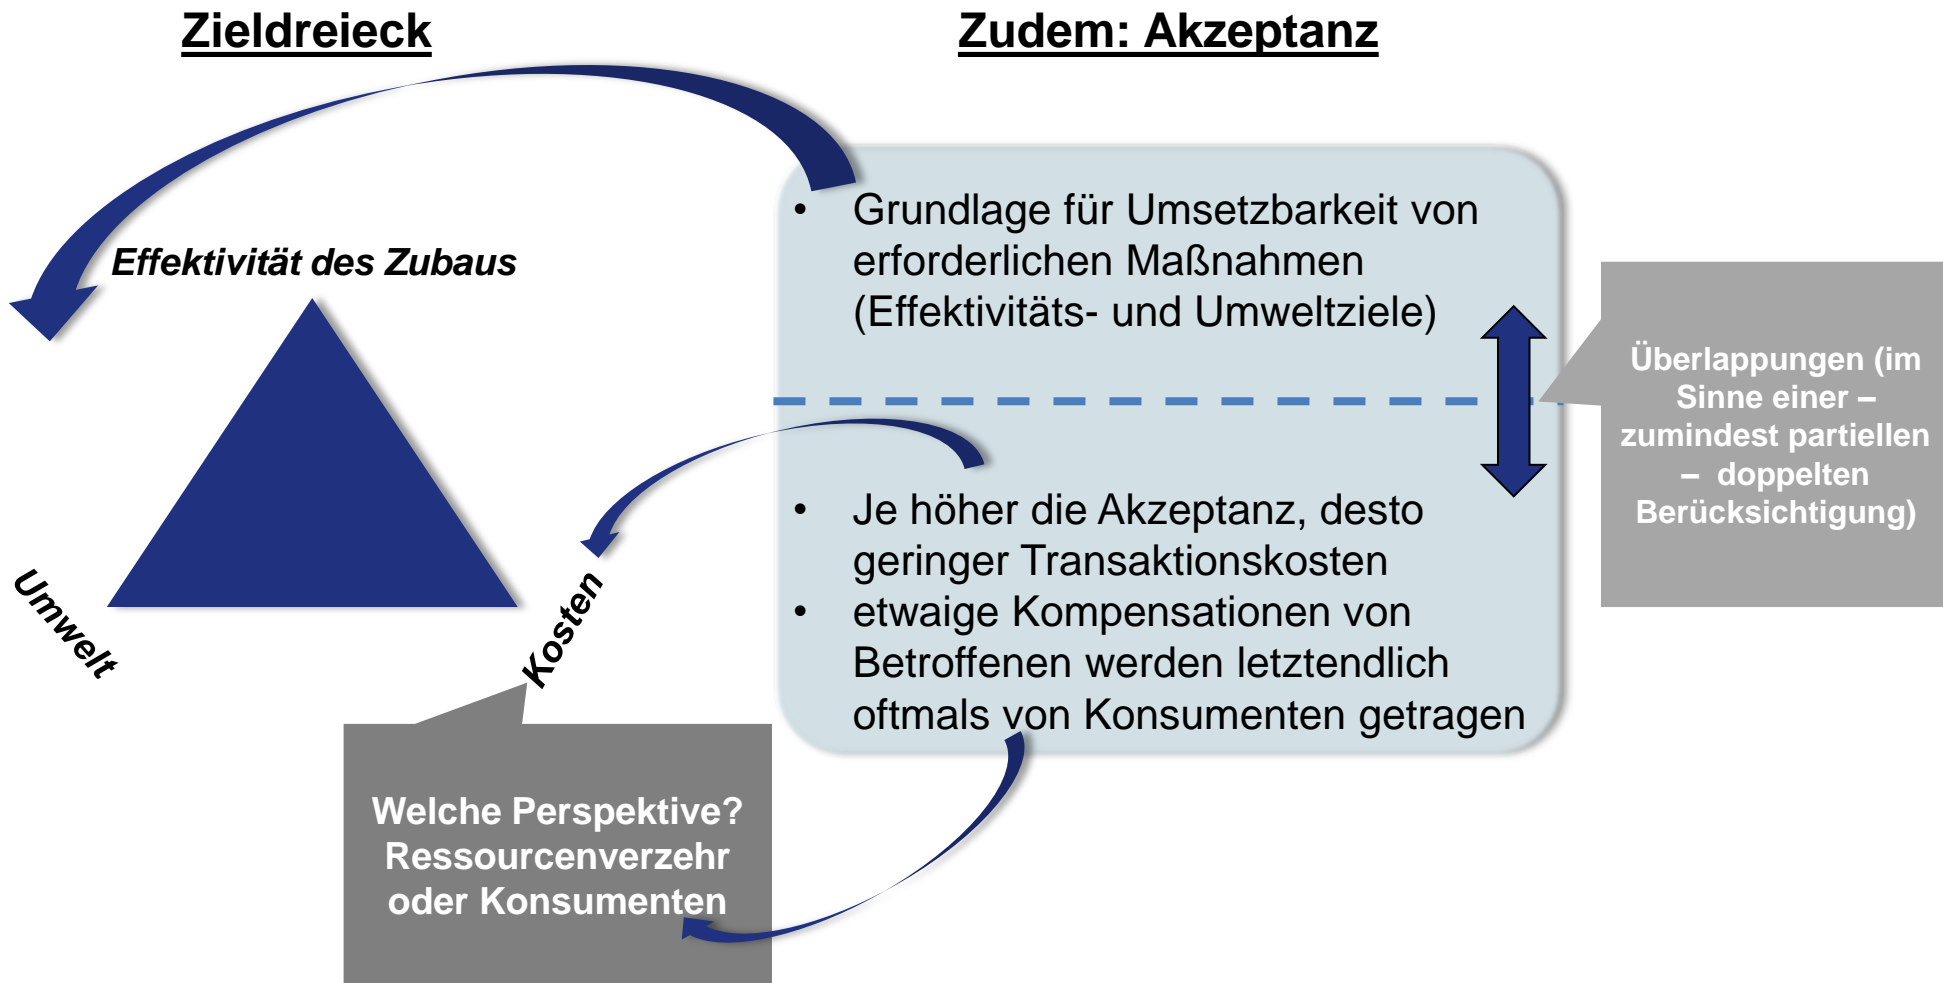 Zieldreieck
Zudem: Akzeptanz
Effektivität des Zubaus
Umwelt
Kosten
Welche Perspektive?
Ressourcenverzehr
oder Konsumenten
• Grundlage für Umsetzbarkeit von
erforderlichen Maßnahmen
(Effektivitäts- und Umweltziele)
• Je höher die Akzeptanz, desto
geringer Transaktionskosten
• etwaige Kompensationen von
Betroffenen werden letztendlich
oftmals von Konsumenten getragen
Überlappungen (im
Sinne einer –
zumindest partiellen
– doppelten
Berücksichtigung)